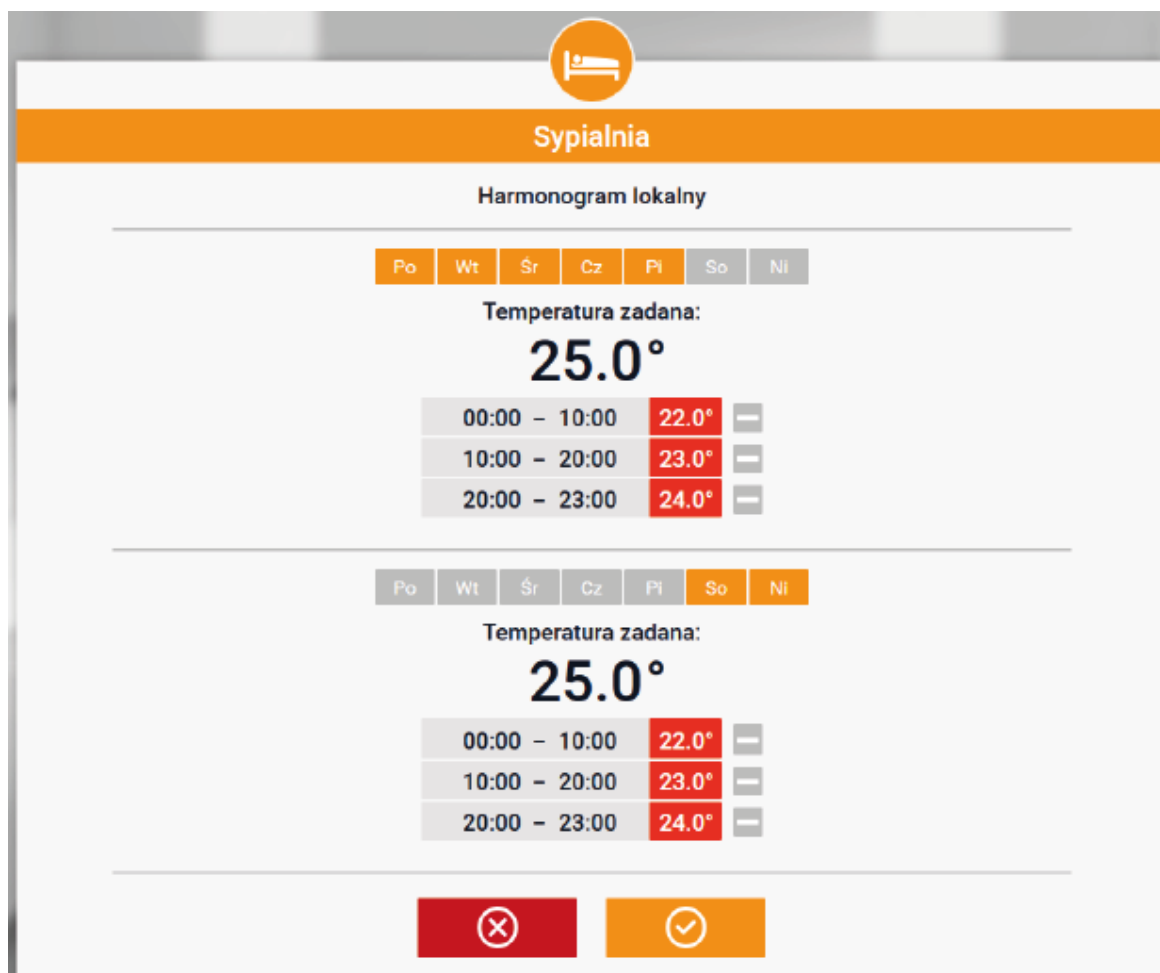 Sypialnia
Harmonogram lokalny
Po Wt Śr Cz Pi So Ni
Temperatura zadana:
25.0°
00:00 – 10:00 22.0°
10:00 – 20:00 23.0°
20:00 – 23:00 24.0°
Po Wt Śr Cz Pi So Ni
Temperatura zadana:
25.0°
00:00 – 10:00 22.0°
10:00 – 20:00 23.0°
20:00 – 23:00 24.0°